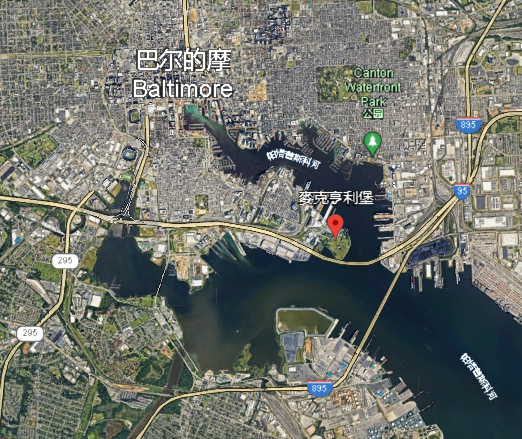 巴尔的摩
Baltimore
Canton
Waterfront
Park
公园
895
帕塔普斯科河
95
麦克亨利堡
295
295
895
帕塔普斯科河